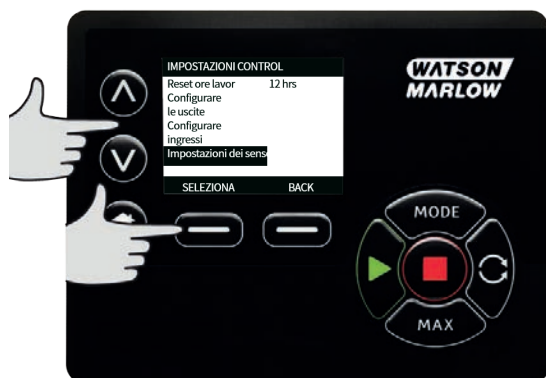 IMPOSTAZIONI CONTROL
Reset ore lavor 12 hrs
Configurare
le uscite
Configurare
ingressi
Impostazioni dei sens
SELEZIONA BACK
WATSON
MARLOW
MODE
MAX